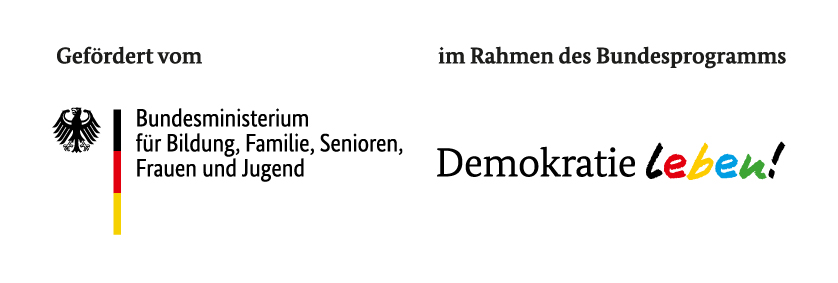 Gefördert vom
im Rahmen des Bundesprogramms
Bundesministerium
für Bildung, Familie, Senioren,
Frauen und Jugend
Demokratie leben!